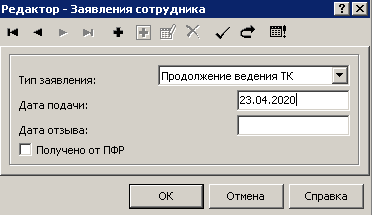 Редактор - Заявления сотрудника
Тип заявления: Продолжение ведения ТК
Дата подачи: 23.04.2020
Дата отзыва:
Получено от ПФР
ОК Отмена Справка